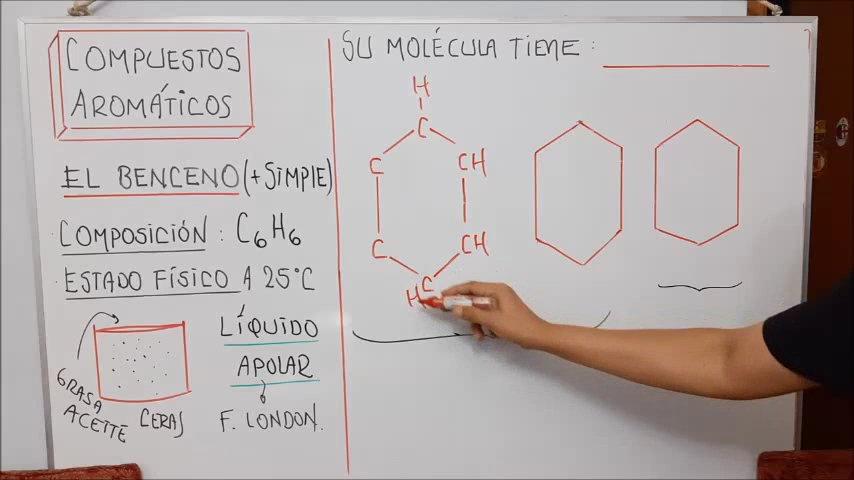 COMPUESTOS
AROMÁTICOS
EL BENCENO (+ SIMPLE)
COMPOSICIÓN : C6H6
ESTADO FÍSICO A 25°C
GRASA
ACEITE
CERAS
LÍQUIDO
APOLAR
F. LONDON.
SU MOLÉCULA TIENE :
H
C
C
CH
C
CH
C
H